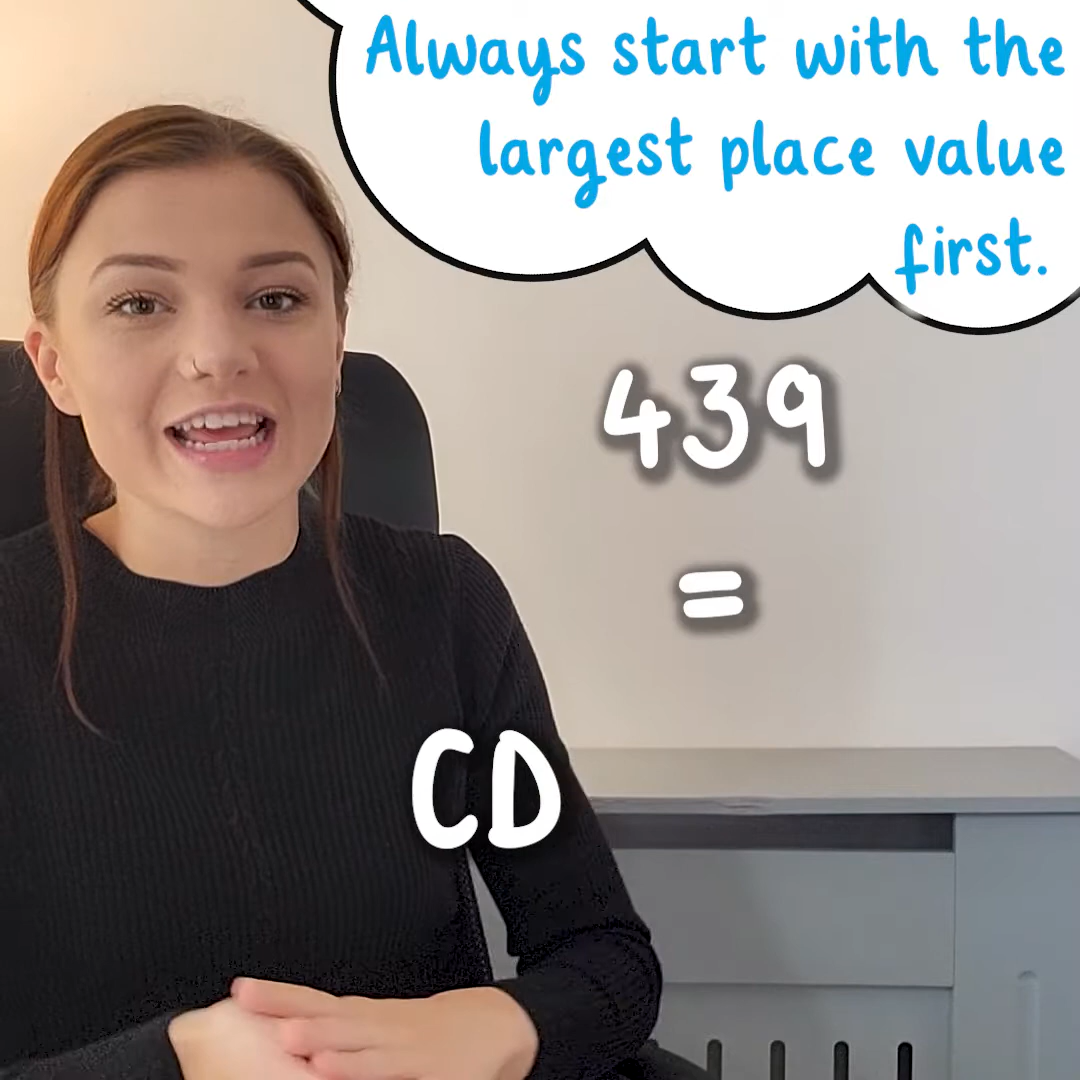 Always start with the
largest place value
first.
439
=
CD